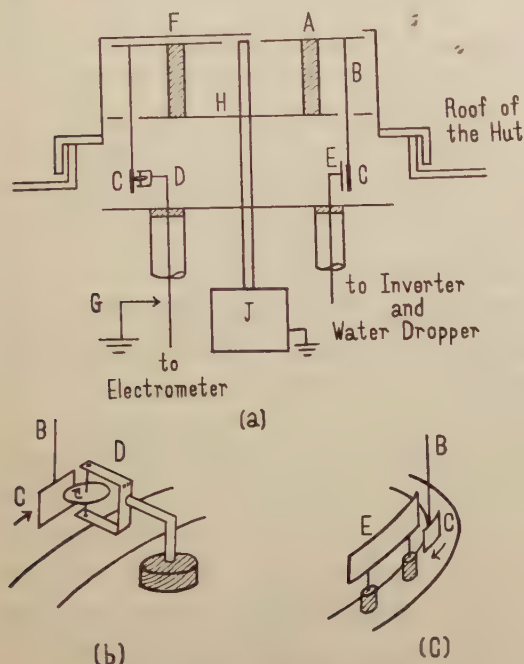 F A
H B
Roof of
the Hut
C D E C
G
J
to Inverter
and
Water Dropper
to
Electrometer
(a)
B D
C
B
E C
(b) (C)